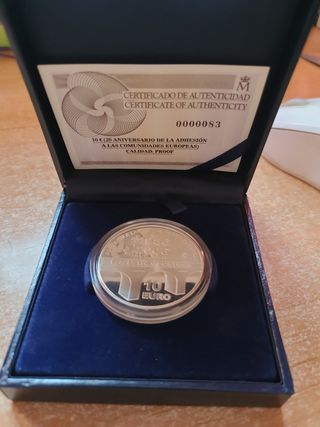 M
CERTIFICADO DE AUTENTICIDAD
CERTIFICATE OF AUTHENTICITY
0000083
10 € (20 ANIVERSARIO DE LA ADHESIÓN
A LAS COMUNIDADES EUROPEAS)
CALIDAD: PROOF
10
EURO